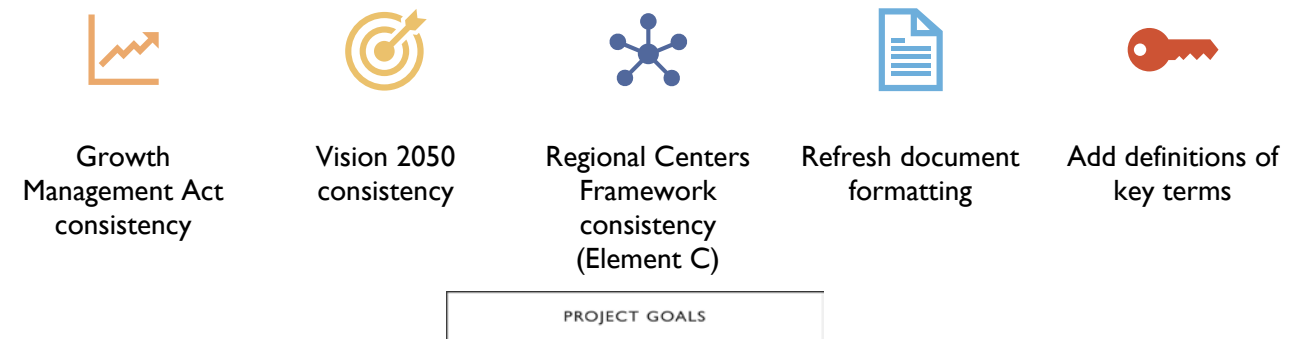 Growth
Management Act
consistency
Vision 2050
consistency
Regional Centers
Framework
consistency
(Element C)
Refresh document
formatting
Add definitions of
key terms
PROJECT GOALS